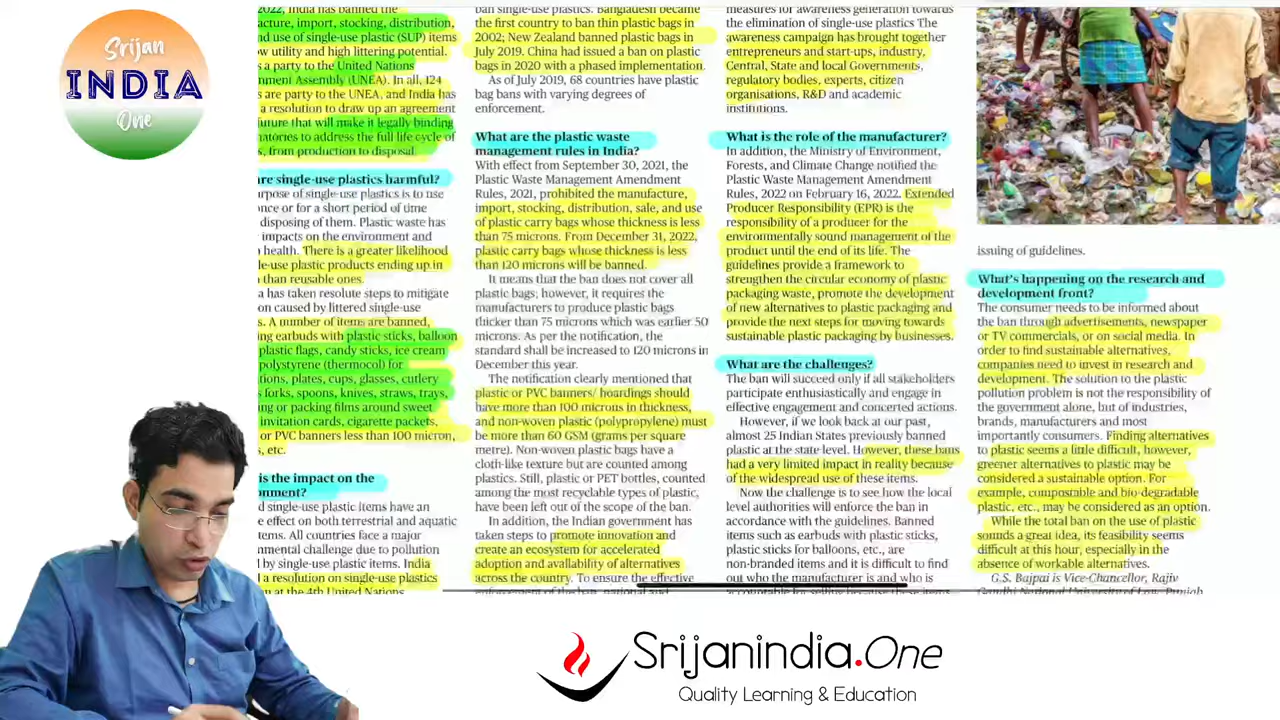 Srijan
INDIA
One
2022, India has banned the
acture, import, stocking, distribution,
nd use of single-use plastic (SUP) items
ow utility and high littering potential.
s a party to the United Nations
nment Assembly (UNEA). In all, 124
s are party to the UNEA, and India has
a resolution to draw up an agreement
future that will make it legally binding
natories to address the full life cycle of
s, from production to disposal.
are single-use plastics harmful?
urpose of single-use plastics is to use
once or for a short period of time
disposing of them. Plastic waste has
impacts on the environment and
health. There is a greater likelihood
le-use plastic products ending up in
than reusable ones.
a has taken resolute steps to mitigate
on caused by littered single-use
s. A number of items are banned,
ng earbuds with plastic sticks, balloon
plastic flags, candy sticks, ice cream
polystyrene (thermocol) for
tions, plates, cups, glasses, cutlery
s forks, spoons, knives, straws, trays,
ng or packing films around sweet
invitation cards, cigarette packets,
or PVC banners less than 100 micron,
s, etc.
is the impact on the
onment?
d single-use plastic items have an
e effect on both terrestrial and aquatic
tems. All countries face a major
nmental challenge due to pollution
l by single-use plastic items. India
l a resolution on single-use plastics
n at the 4th United Nations
ban single-use plastics. Bangladesh became
the first country to ban thin plastic bags in
2002; New Zealand banned plastic bags in
July 2019. China had issued a ban on plastic
bags in 2020 with a phased implementation.
As of July 2019, 68 countries have plastic
bag bans with varying degrees of
enforcement.
What are the plastic waste
management rules in India?
With effect from September 30, 2021, the
Plastic Waste Management Amendment
Rules, 2021, prohibited the manufacture,
import, stocking, distribution, sale, and use
of plastic carry bags whose thickness is less
than 75 microns. From December 31, 2022,
plastic carry bags whose thickness is less
than 120 microns will be banned.
It means that the ban does not cover all
plastic bags; however, it requires the
manufacturers to produce plastic bags
thicker than 75 microns which was earlier 50
microns. As per the notification, the
standard shall be increased to 120 microns in
December this year.
The notification clearly mentioned that
plastic or PVC banners/ hoardings should
have more than 100 microns in thickness,
and non-woven plastic (polypropylene) must
be more than 60 GSM (grams per square
metre). Non-woven plastic bags have a
cloth-like texture but are counted among
plastics. Still, plastic or PET bottles, counted
among the most recyclable types of plastic,
have been left out of the scope of the ban.
In addition, the Indian government has
taken steps to promote innovation and
create an ecosystem for accelerated
adoption and availability of alternatives
across the country. To ensure the effective
enforcement of the ban, national and
measures for awareness generation towards
the elimination of single-use plastics The
awareness campaign has brought together
entrepreneurs and start-ups, industry,
Central, State and local Governments,
regulatory bodies, experts, citizen
organisations, R&D and academic
institutions.
What is the role of the manufacturer?
In addition, the Ministry of Environment,
Forests, and Climate Change notified the
Plastic Waste Management Amendment
Rules, 2022 on February 16, 2022. Extended
Producer Responsibility (EPR) is the
responsibility of a producer for the
environmentally sound management of the
product until the end of its life. The
guidelines provide a framework to
strengthen the circular economy of plastic
packaging waste, promote the development
of new alternatives to plastic packaging and
provide the next steps for moving towards
sustainable plastic packaging by businesses.
What are the challenges?
The ban will succeed only if all stakeholders
participate enthusiastically and engage in
effective engagement and concerted actions.
However, if we look back at our past,
almost 25 Indian States previously banned
plastic at the state-level. However, these bans
had a very limited impact in reality because
of the widespread use of these items.
Now the challenge is to see how the local
level authorities will enforce the ban in
accordance with the guidelines. Banned
items such as earbuds with plastic sticks,
plastic sticks for balloons, etc., are
non-branded items and it is difficult to find
out who the manufacturer is and who is
accountable for selling because these items
issuing of guidelines.
What's happening on the research and
development front?
The consumer needs to be informed about
the ban through advertisements, newspaper
or TV commercials, or on social media. In
order to find sustainable alternatives,
companies need to invest in research and
development. The solution to the plastic
pollution problem is not the responsibility of
the government alone, but of industries,
brands, manufacturers and most
importantly consumers. Finding alternatives
to plastic seems a little difficult, however,
greener alternatives to plastic may be
considered a sustainable option. For
example, compostable and bio-degradable
plastic, etc., may be considered as an option.
While the total ban on the use of plastic
sounds a great idea, its feasibility seems
difficult at this hour, especially in the
absence of workable alternatives.
G.S. Bajpai is Vice-Chancellor, Rajiv
Gandhi National University of Law, Punjab
Srijanindia.One
Quality Learning & Education